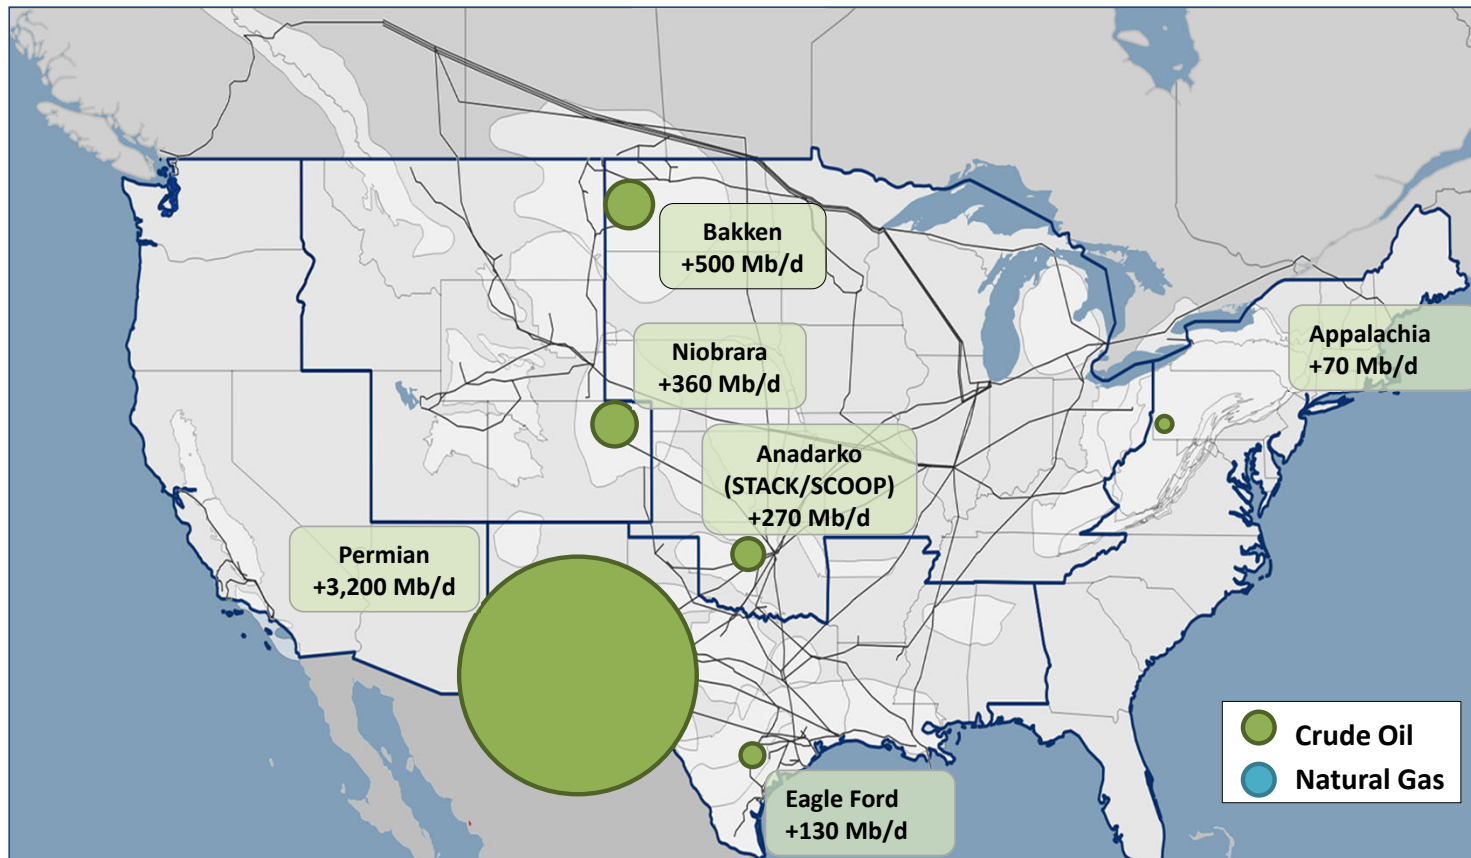 Bakken
+500 Mb/d
Niobrara
+360 Mb/d
Appalachia
+70 Mb/d
Anadarko
(STACK/SCOOP)
+270 Mb/d
Permian
+3,200 Mb/d
Eagle Ford
+130 Mb/d
Crude Oil
Natural Gas